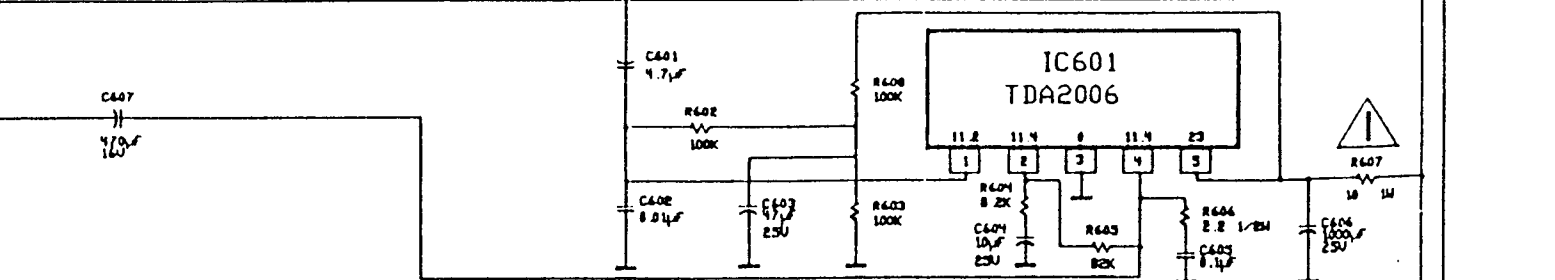 C607
470µF
16V
C601
4.7µF
R602
100K
C602
0.01µF
C603
47µF
25V
R608
100K
R603
100K
IC601
TDA2006
11.2 11.4 0 11.4 23
1 2 3 4 5
R604
8.2K
C604
10µF
25V
R605
82K
R606
2.2 1/2W
C605
0.1µF
!
R607
10 1W
C606
1000µF
25V